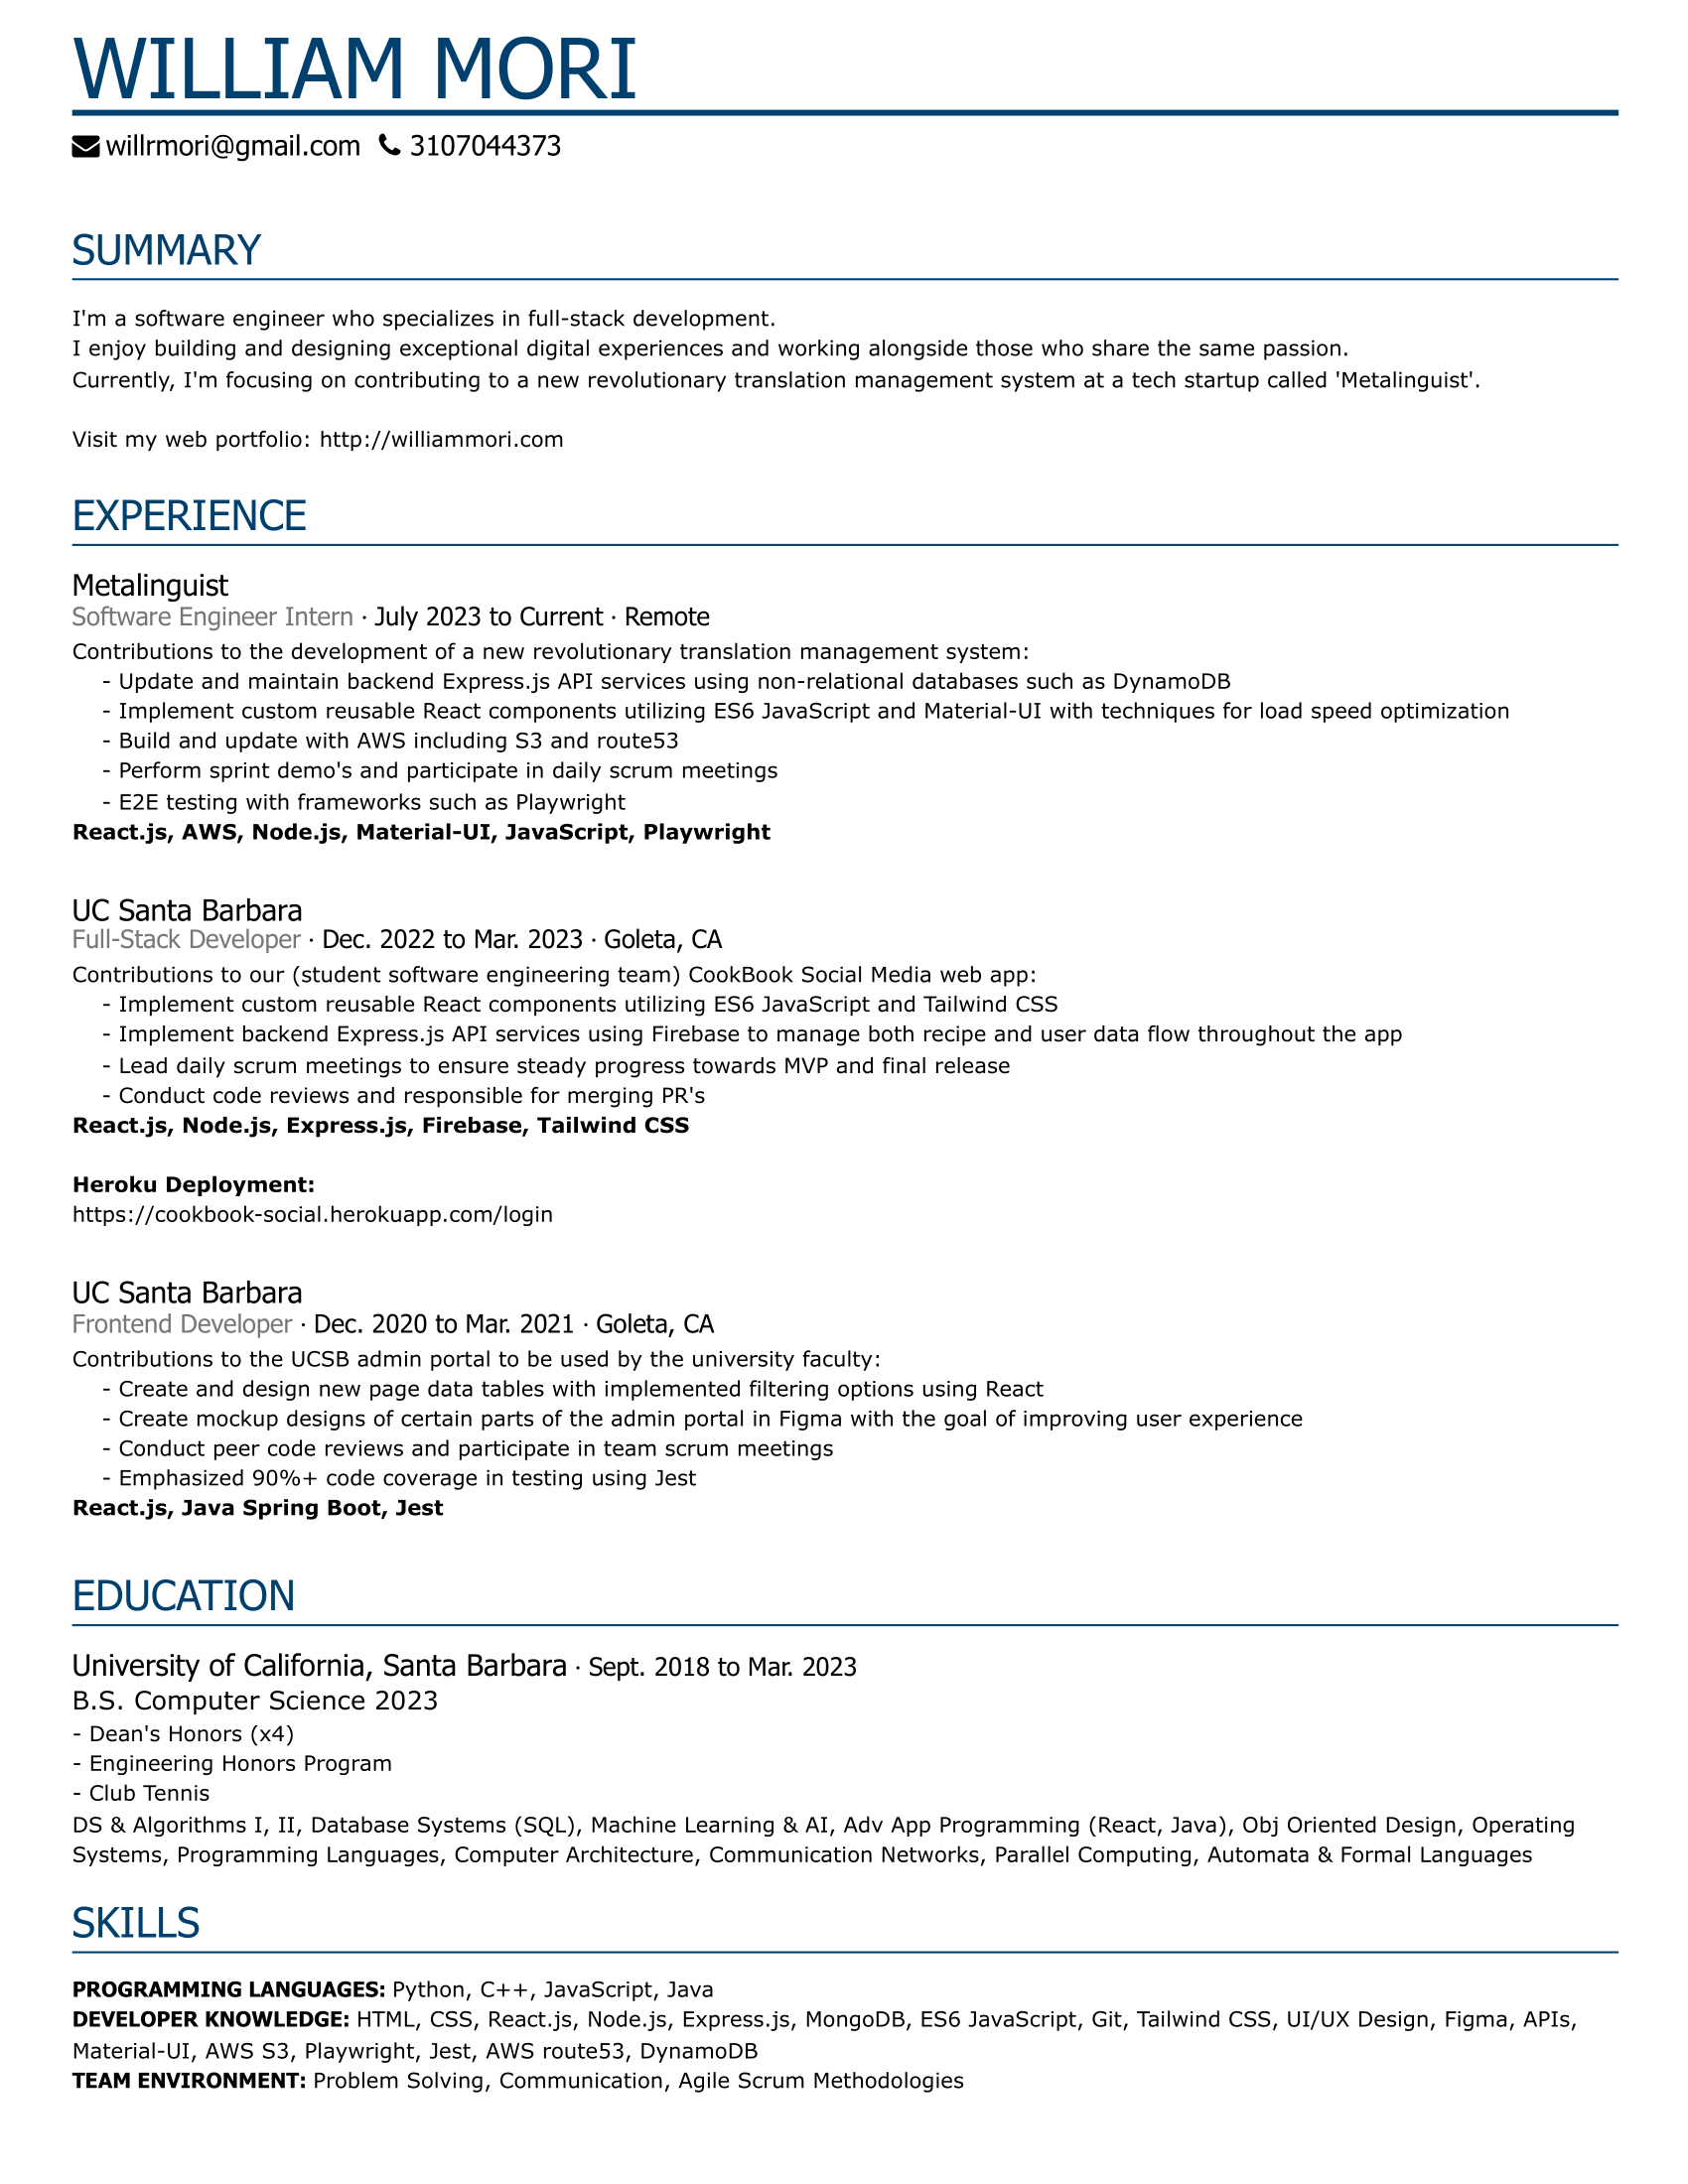 WILLIAM MORI
willrmori@gmail.com 3107044373
SUMMARY
I'm a software engineer who specializes in full-stack development.
I enjoy building and designing exceptional digital experiences and working alongside those who share the same passion.
Currently, I'm focusing on contributing to a new revolutionary translation management system at a tech startup called 'Metalinguist'.
Visit my web portfolio: http://williammori.com
EXPERIENCE
Metalinguist
Software Engineer Intern · July 2023 to Current · Remote
Contributions to the development of a new revolutionary translation management system:
- Update and maintain backend Express.js API services using non-relational databases such as DynamoDB
- Implement custom reusable React components utilizing ES6 JavaScript and Material-UI with techniques for load speed optimization
- Build and update with AWS including S3 and route53
- Perform sprint demo's and participate in daily scrum meetings
- E2E testing with frameworks such as Playwright
React.js, AWS, Node.js, Material-UI, JavaScript, Playwright
UC Santa Barbara
Full-Stack Developer · Dec. 2022 to Mar. 2023 · Goleta, CA
Contributions to our (student software engineering team) CookBook Social Media web app:
- Implement custom reusable React components utilizing ES6 JavaScript and Tailwind CSS
- Implement backend Express.js API services using Firebase to manage both recipe and user data flow throughout the app
- Lead daily scrum meetings to ensure steady progress towards MVP and final release
- Conduct code reviews and responsible for merging PR's
React.js, Node.js, Express.js, Firebase, Tailwind CSS
Heroku Deployment:
https://cookbook-social.herokuapp.com/login
UC Santa Barbara
Frontend Developer · Dec. 2020 to Mar. 2021 · Goleta, CA
Contributions to the UCSB admin portal to be used by the university faculty:
- Create and design new page data tables with implemented filtering options using React
- Create mockup designs of certain parts of the admin portal in Figma with the goal of improving user experience
- Conduct peer code reviews and participate in team scrum meetings
- Emphasized 90%+ code coverage in testing using Jest
React.js, Java Spring Boot, Jest
EDUCATION
University of California, Santa Barbara · Sept. 2018 to Mar. 2023
B.S. Computer Science 2023
- Dean's Honors (x4)
- Engineering Honors Program
- Club Tennis
DS & Algorithms I, II, Database Systems (SQL), Machine Learning & AI, Adv App Programming (React, Java), Obj Oriented Design, Operating
Systems, Programming Languages, Computer Architecture, Communication Networks, Parallel Computing, Automata & Formal Languages
SKILLS
PROGRAMMING LANGUAGES: Python, C++, JavaScript, Java
DEVELOPER KNOWLEDGE: HTML, CSS, React.js, Node.js, Express.js, MongoDB, ES6 JavaScript, Git, Tailwind CSS, UI/UX Design, Figma, APIs,
Material-UI, AWS S3, Playwright, Jest, AWS route53, DynamoDB
TEAM ENVIRONMENT: Problem Solving, Communication, Agile Scrum Methodologies